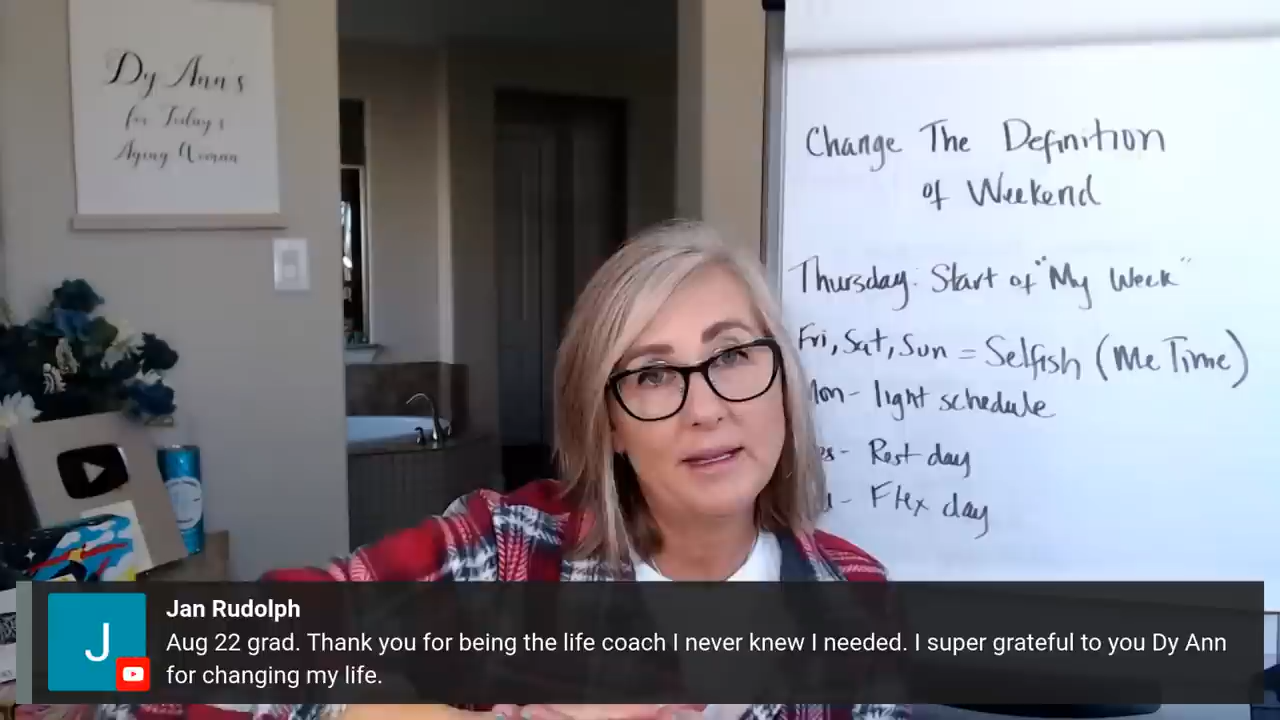 Dy Ann's
for Today's
Aging Woman
Change The Definition
of Weekend
Thursday: Start of "My Week"
Fri, Sat, Sun = Selfish (Me Time)
light schedule
Rest day
Flex day
J
Jan Rudolph
Aug 22 grad. Thank you for being the life coach I never knew I needed. I super grateful to you Dy Ann
for changing my life.